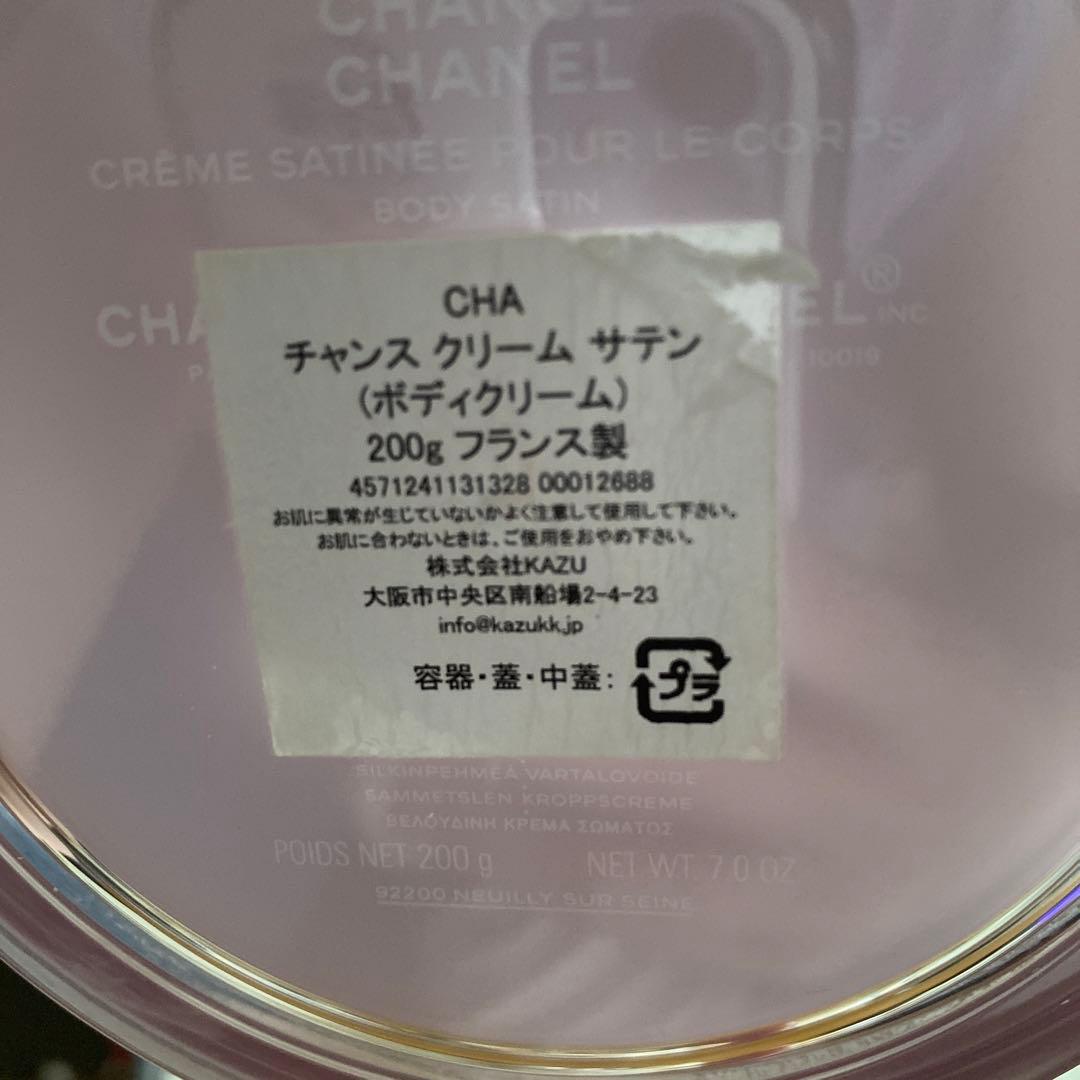 CHANCE
CHANEL
CRÈME SATINÉE POUR LE CORPS
BODY SATIN
CHA EL® INC
P 10019
CHA
チャンス クリーム サテン
(ボディクリーム)
200g フランス製
4571241131328 00012688
お肌に異常が生じていないかよく注意して使用して下さい。
お肌に合わないときは、ご使用をおやめ下さい。
株式会社KAZU
大阪市中央区南船場2-4-23
info@kazukk.jp
容器・蓋・中蓋: プラ
SILKINPEHMEÄ VARTALOVOIDE
SAMMETSLEN KROPPSCREME
ΒΕΛΟΥΔΙΝΗ ΚΡΕΜΑ ΣΩΜΑΤΟΣ
POIDS NET 200 g NET WT. 7.0 OZ
92200 NEUILLY SUR SEINE